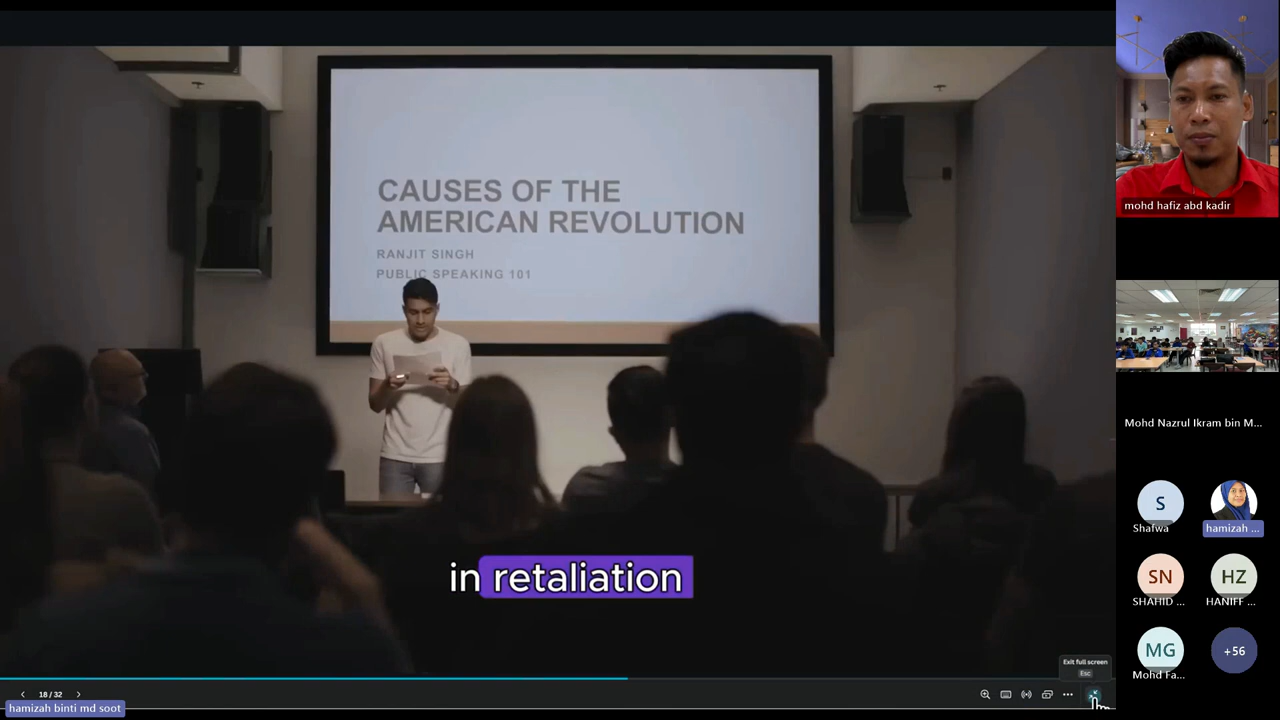 CAUSES OF THE
AMERICAN REVOLUTION
RANJIT SINGH
PUBLIC SPEAKING 101
in retaliation
Exit full screen
Esc
18 / 32
hamizah binti md soot
mohd hafiz abd kadir
Mohd Nazrul Ikram bin M...
S
Shafwa
hamizah ...
SN
SHAHID ...
HZ
HANIFF ...
MG
Mohd Fa...
+56